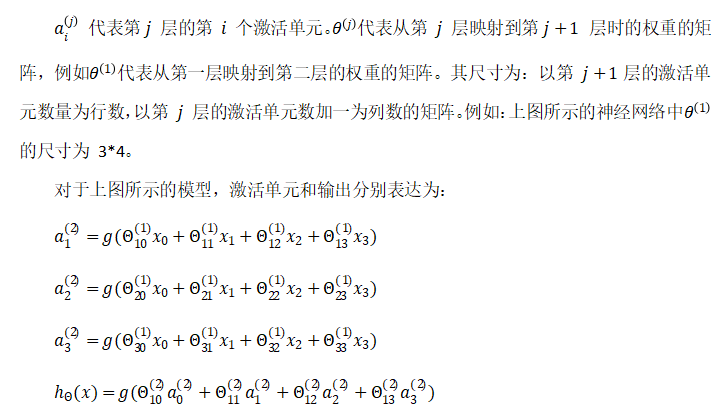 $a_i^{(j)}$ 代表第 $j$ 层的第 $i$ 个激活单元。$\theta^{(j)}$代表从第 $j$ 层映射到第 $j+1$ 层时的权重的矩
阵，例如$\theta^{(1)}$代表从第一层映射到第二层的权重的矩阵。其尺寸为：以第 $j+1$ 层的激活单
元数量为行数，以第 $j$ 层的激活单元数加一为列数的矩阵。例如：上图所示的神经网络中$\theta^{(1)}$
的尺寸为 3*4。
对于上图所示的模型，激活单元和输出分别表达为：
$a_1^{(2)} = g(\Theta_{10}^{(1)}x_0 + \Theta_{11}^{(1)}x_1 + \Theta_{12}^{(1)}x_2 + \Theta_{13}^{(1)}x_3)$
$a_2^{(2)} = g(\Theta_{20}^{(1)}x_0 + \Theta_{21}^{(1)}x_1 + \Theta_{22}^{(1)}x_2 + \Theta_{23}^{(1)}x_3)$
$a_3^{(2)} = g(\Theta_{30}^{(1)}x_0 + \Theta_{31}^{(1)}x_1 + \Theta_{32}^{(1)}x_2 + \Theta_{33}^{(1)}x_3)$
$h_\Theta(x) = g(\Theta_{10}^{(2)}a_0^{(2)} + \Theta_{11}^{(2)}a_1^{(2)} + \Theta_{12}^{(2)}a_2^{(2)} + \Theta_{13}^{(2)}a_3^{(2)})$